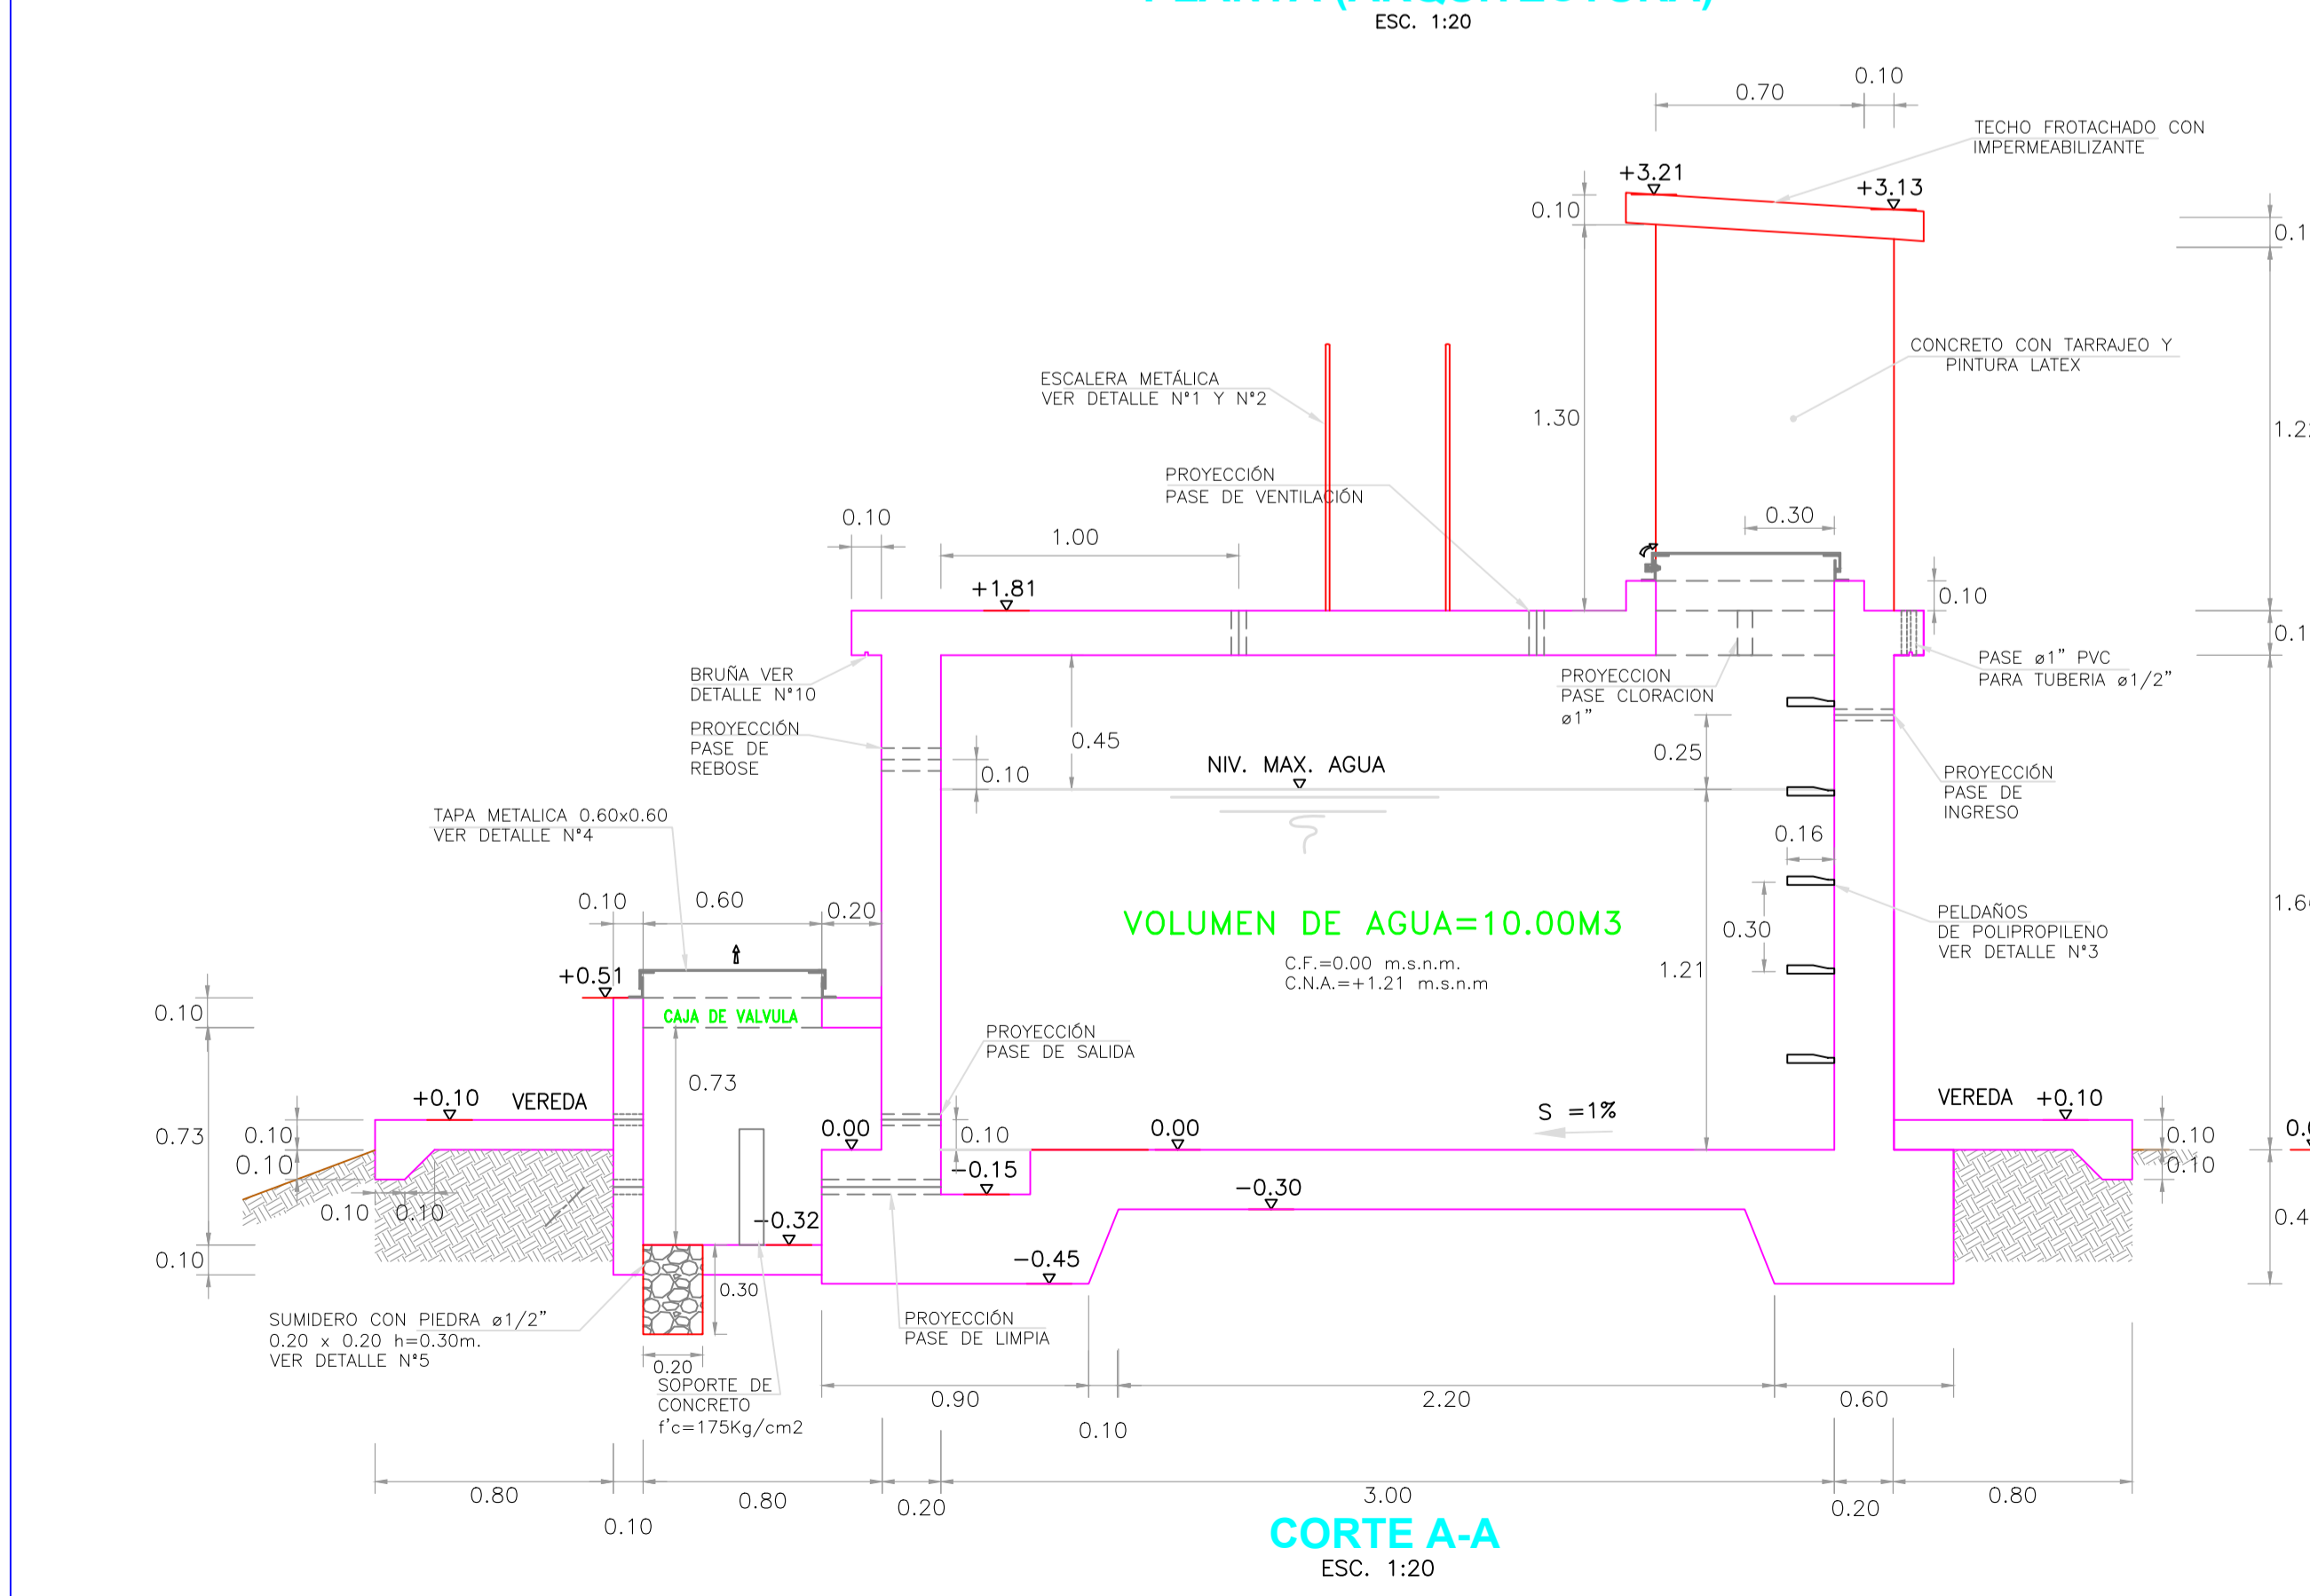 ESC. 1:20
0.10
0.70
TECHO FROTACHADO CON
IMPERMEABILIZANTE
+3.21
+3.13
0.10
CONCRETO CON TARRAJEO Y
PINTURA LATEX
ESCALERA METÁLICA
VER DETALLE N°1 Y N°2
1.30
PROYECCIÓN
PASE DE VENTILACIÓN
0.10
1.00
0.30
+1.81
0.10
BRUÑA VER
DETALLE N°10
PROYECCION
PASE CLORACION
ø1"
PASE ø1" PVC
PARA TUBERIA ø1/2"
PROYECCIÓN
PASE DE
REBOSE
0.45
0.10
NIV. MAX. AGUA
0.25
PROYECCIÓN
PASE DE
INGRESO
TAPA METALICA 0.60x0.60
VER DETALLE N°4
0.16
0.10
0.60
0.20
VOLUMEN DE AGUA=10.00M3
C.F.=0.00 m.s.n.m.
C.N.A.=+1.21 m.s.n.m
0.30
1.21
PELDAÑOS
DE POLIPROPILENO
VER DETALLE N°3
+0.51
0.10
CAJA DE VALVULA
PROYECCIÓN
PASE DE SALIDA
0.73
+0.10
VEREDA
0.73
0.10
0.10
0.00
0.10
0.00
S =1%
VEREDA
+0.10
0.10
0.10
-0.15
-0.30
0.10
0.10
-0.32
0.10
-0.45
0.30
SUMIDERO CON PIEDRA ø1/2"
0.20 x 0.20 h=0.30m.
VER DETALLE N°5
PROYECCIÓN
PASE DE LIMPIA
0.20
SOPORTE DE
CONCRETO
f'c=175Kg/cm2
0.90
0.10
2.20
0.60
0.80
0.10
0.80
0.20
3.00
0.20
0.80
CORTE A-A
ESC. 1:20